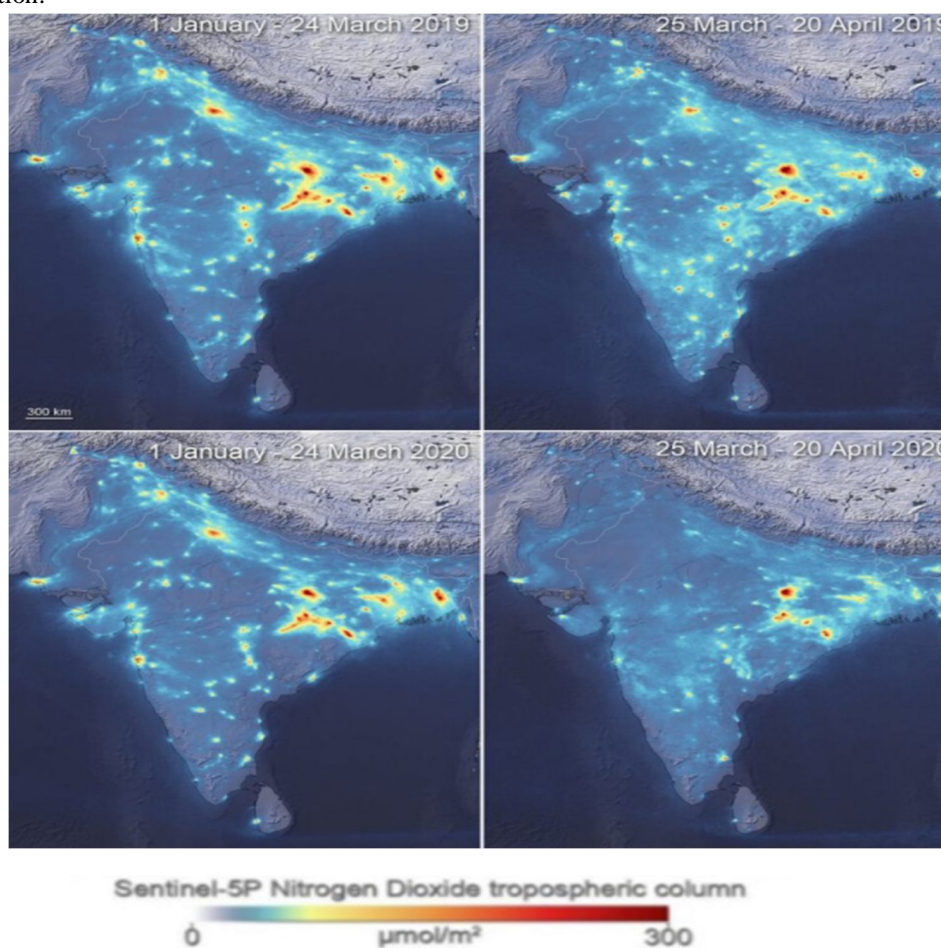 tion.
1 January - 24 March 2019
25 March - 20 April 2019
300 km
1 January - 24 March 2020
25 March - 20 April 2020
Sentinel-5P Nitrogen Dioxide tropospheric column
0 µmol/m² 300